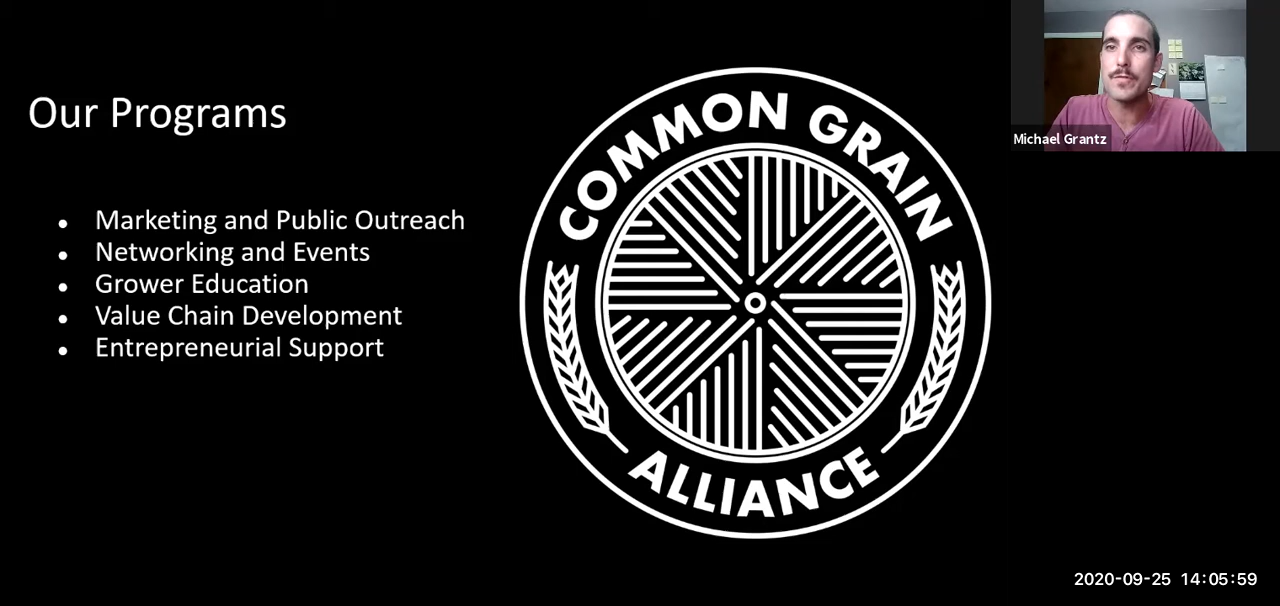 Our Programs
Marketing and Public Outreach
Networking and Events
Grower Education
Value Chain Development
Entrepreneurial Support
COMMON GRAIN
ALLIANCE
Michael Grantz
2020-09-25 14:05:59